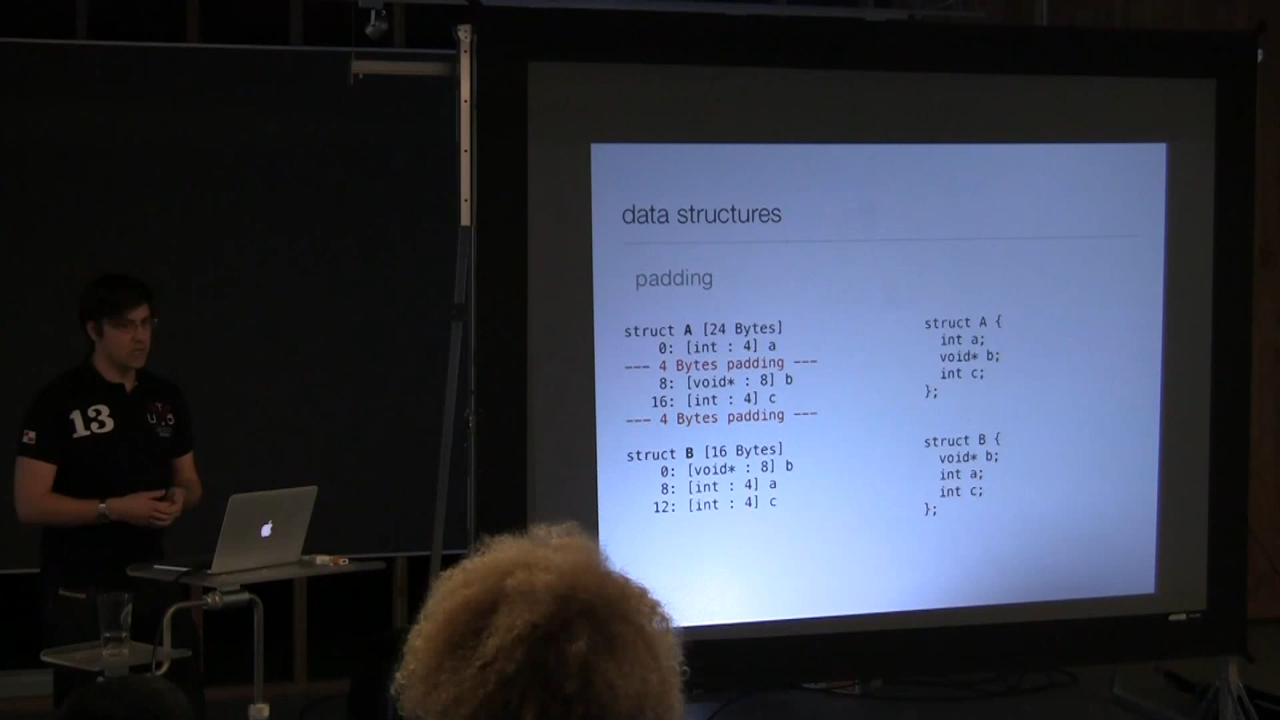 data structures
padding
struct A [24 Bytes]
0: [int : 4] a
--- 4 Bytes padding ---
8: [void* : 8] b
16: [int : 4] c
--- 4 Bytes padding ---
struct B [16 Bytes]
0: [void* : 8] b
8: [int : 4] a
12: [int : 4] c
struct A {
int a;
void* b;
int c;
};
struct B {
void* b;
int a;
int c;
};
13